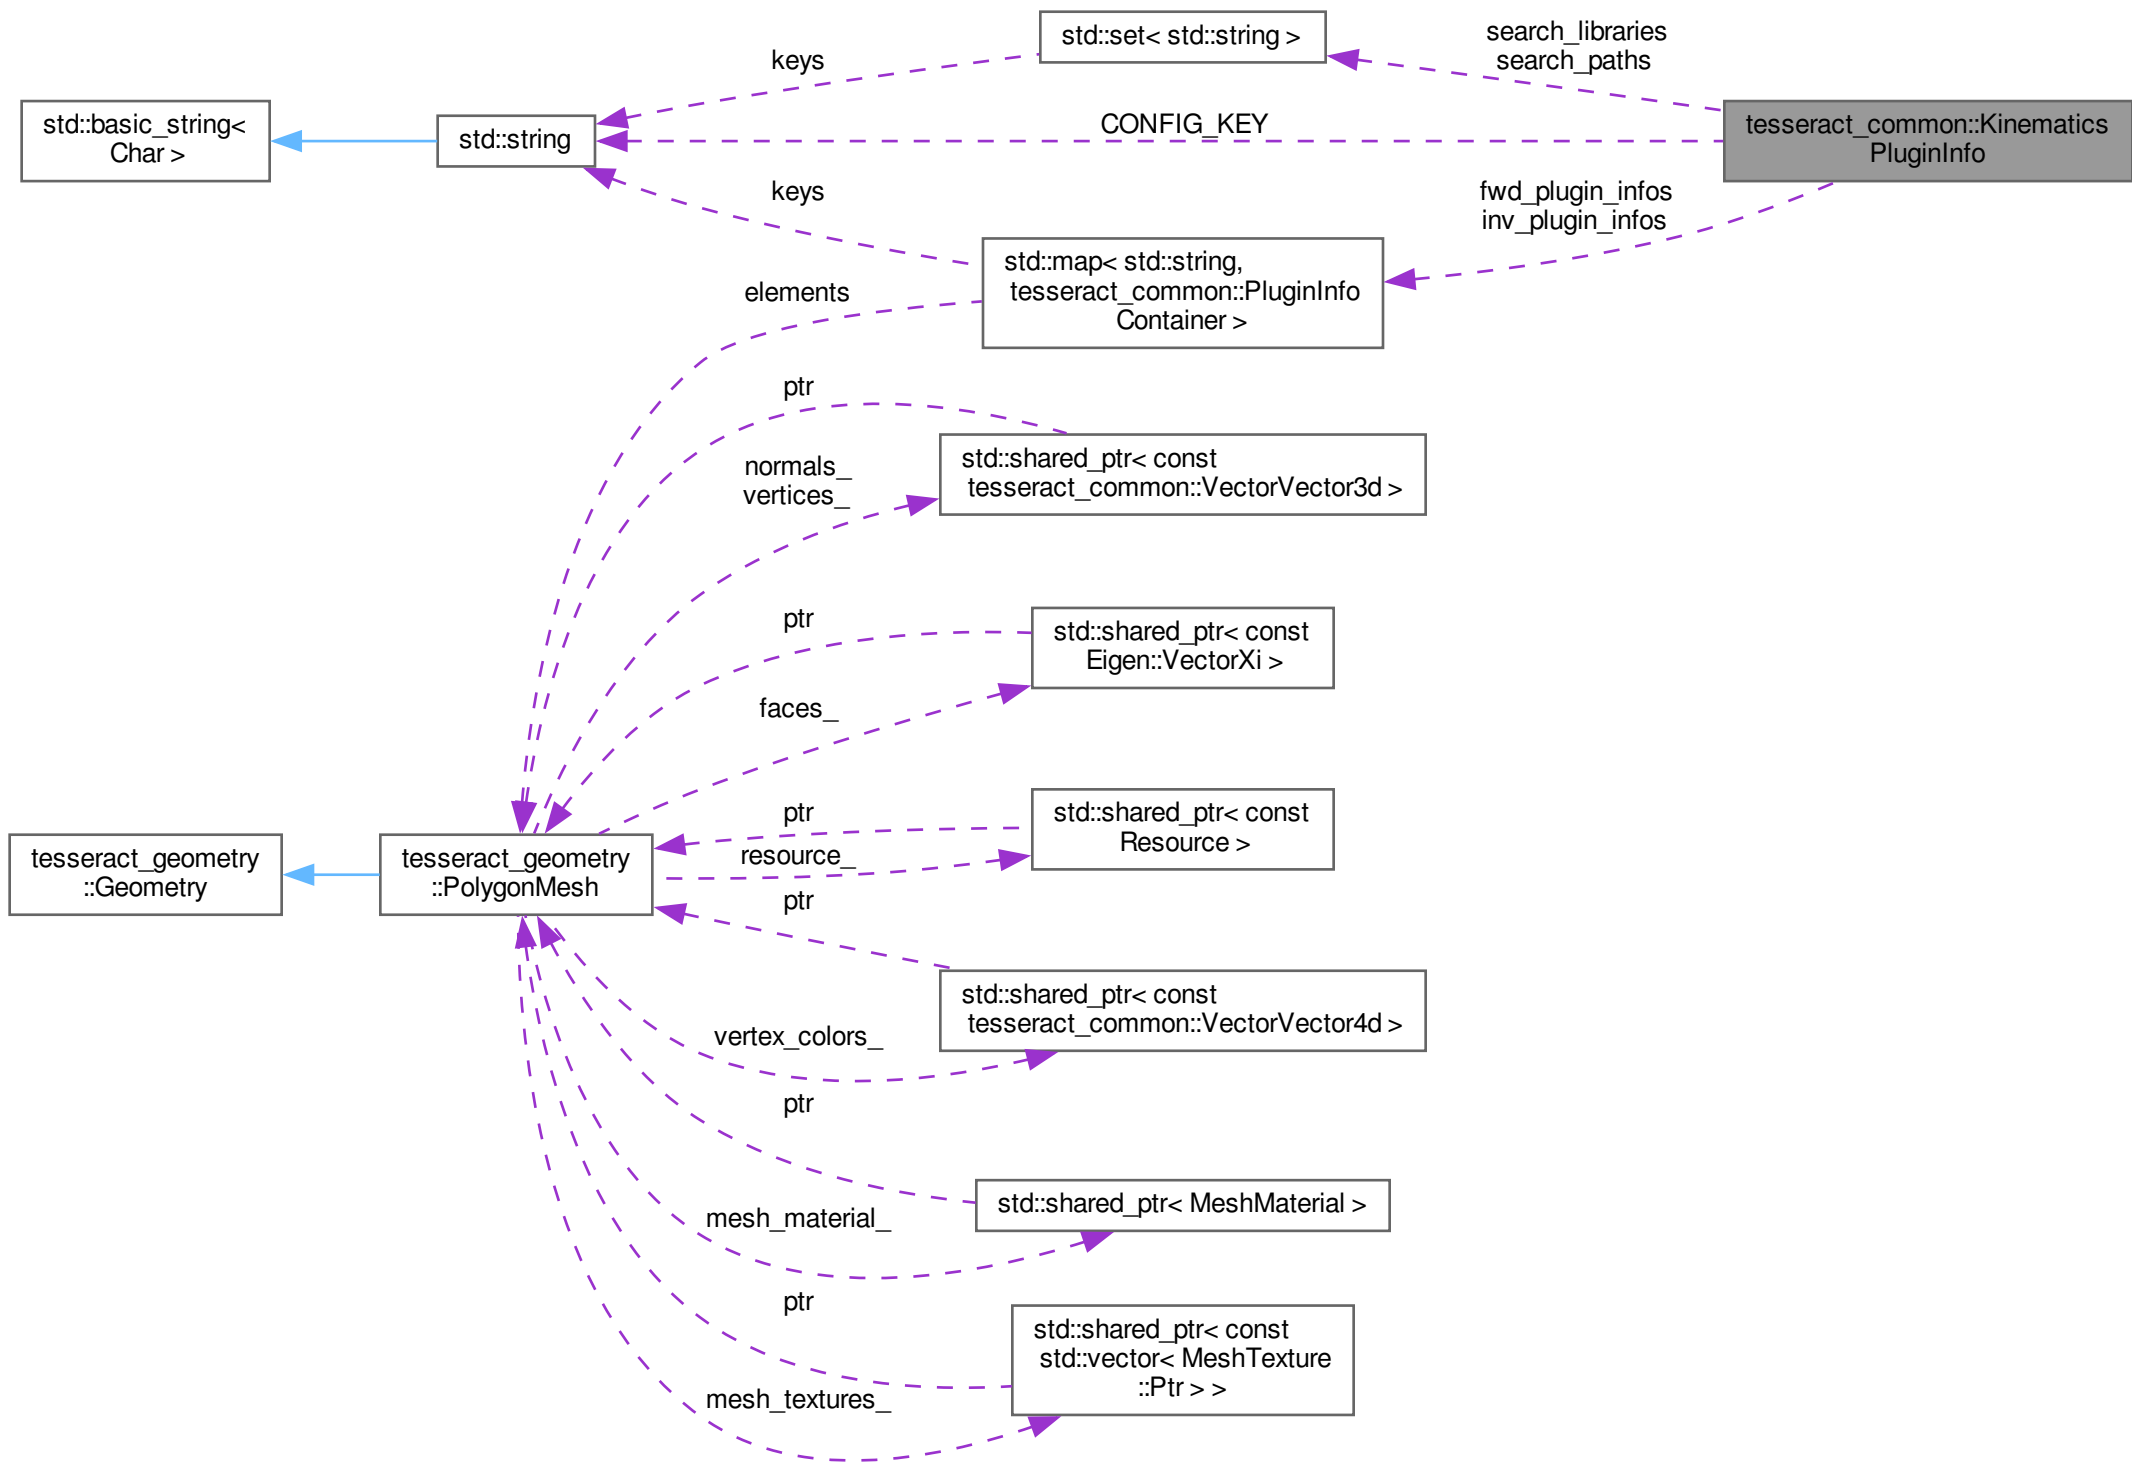 std::set< std::string >
search_libraries
search_paths
keys
std::basic_string<
Char >
std::string
CONFIG_KEY
tesseract_common::Kinematics
PluginInfo
keys
fwd_plugin_infos
inv_plugin_infos
std::map< std::string,
tesseract_common::PluginInfo
Container >
elements
ptr
normals_
vertices_
std::shared_ptr< const
tesseract_common::VectorVector3d >
ptr
std::shared_ptr< const
Eigen::VectorXi >
faces_
ptr
std::shared_ptr< const
Resource >
tesseract_geometry
::Geometry
tesseract_geometry
::PolygonMesh
resource_
ptr
std::shared_ptr< const
tesseract_common::VectorVector4d >
vertex_colors_
ptr
std::shared_ptr< MeshMaterial >
mesh_material_
ptr
std::shared_ptr< const
std::vector< MeshTexture
::Ptr > >
mesh_textures_